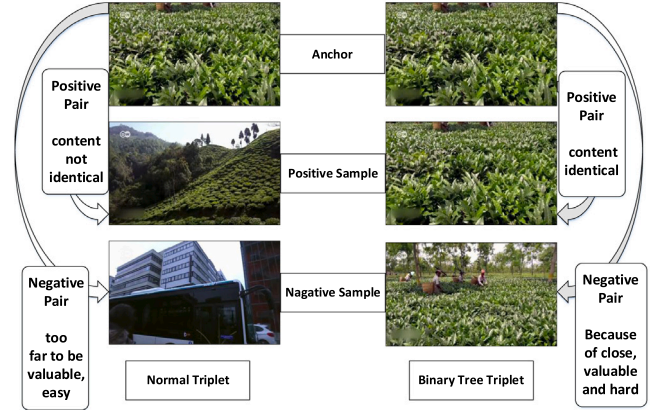 Anchor
Positive
Pair
content
not
identical
Positive
Pair
content
identical
Positive Sample
Nagative Sample
Negative
Pair
too
far to be
valuable,
easy
Negative
Pair
Because
of close,
valuable
and hard
Normal Triplet
Binary Tree Triplet